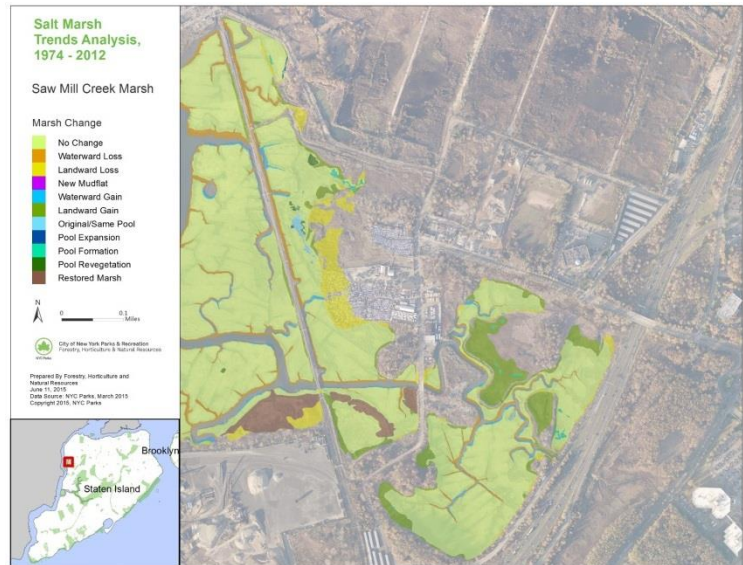 Salt Marsh
Trends Analysis,
1974 - 2012
Saw Mill Creek Marsh
Marsh Change
No Change
Waterward Loss
Landward Loss
New Mudflat
Waterward Gain
Landward Gain
Original/Same Pool
Pool Expansion
Pool Formation
Pool Revegetation
Restored Marsh
N
0 0.1
Miles
NYC Parks
City of New York Parks & Recreation
Forestry, Horticulture & Natural Resources
Prepared By Forestry, Horticulture and
Natural Resources
June 11, 2015
Data Source: NYC Parks, March 2015
Copyright 2015, NYC Parks
Brooklyn
Staten Island